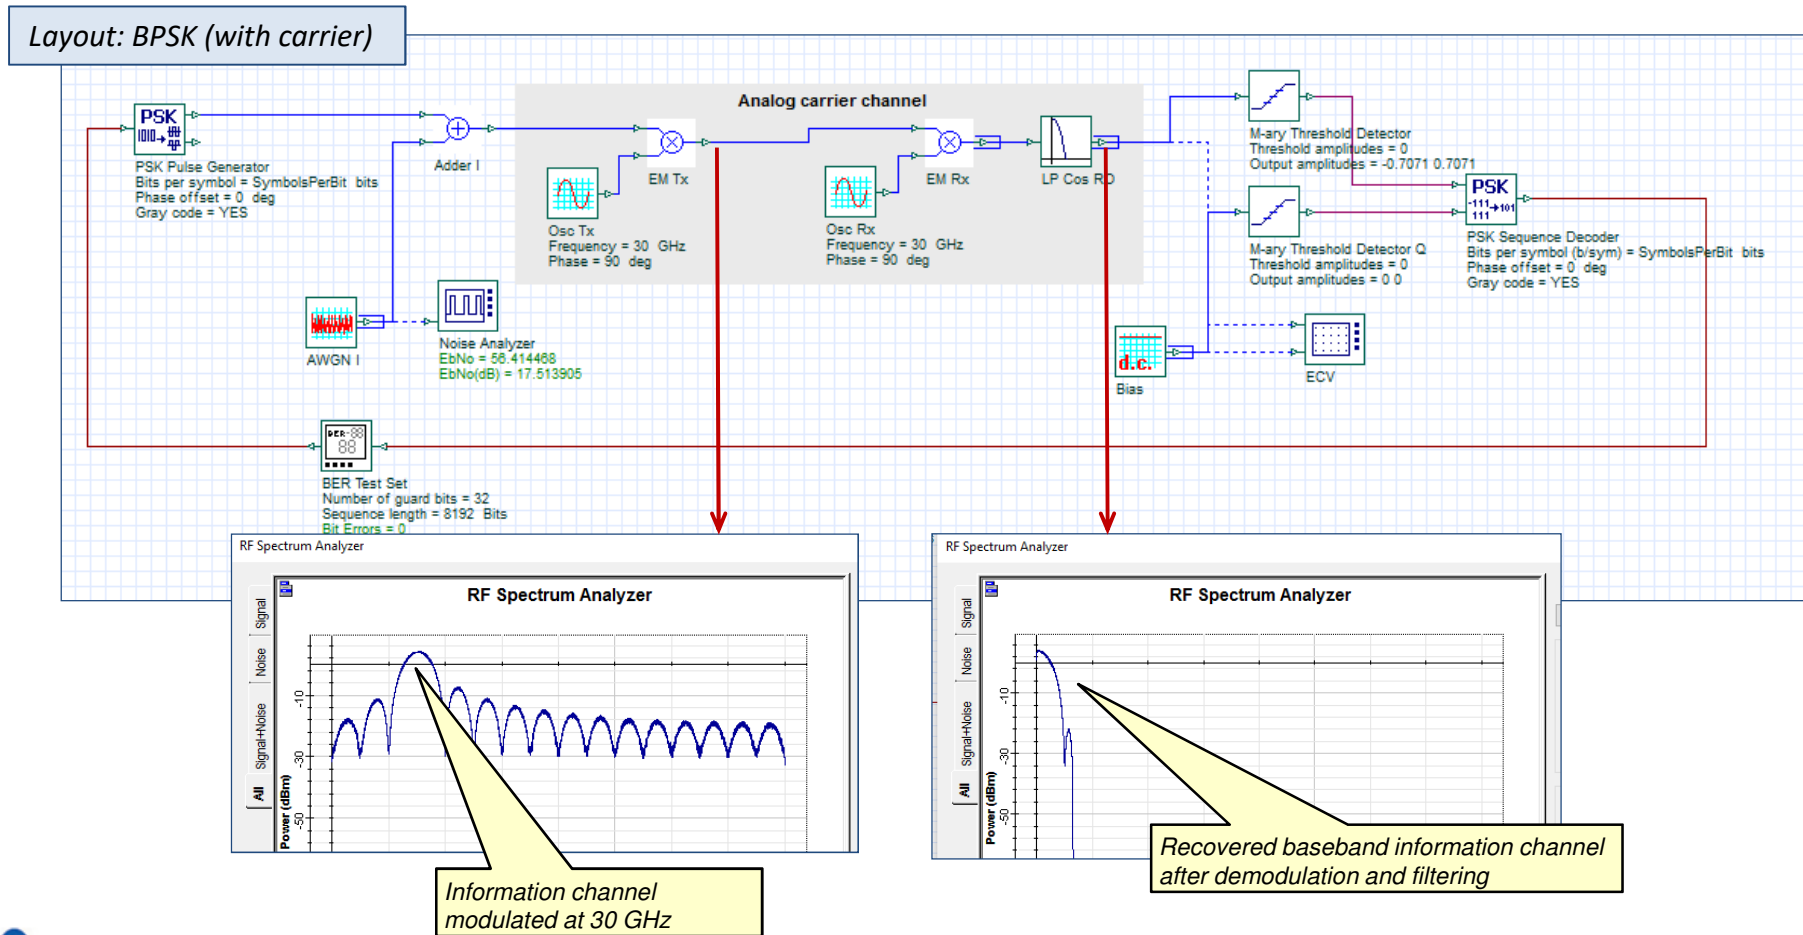 Layout: BPSK (with carrier)
Analog carrier channel
PSK
1010→
PSK Pulse Generator
Bits per symbol = SymbolsPerBit bits
Phase offset = 0 deg
Gray code = YES
Adder I
EM Tx
Osc Tx
Frequency = 30 GHz
Phase = 90 deg
EM Rx
Osc Rx
Frequency = 30 GHz
Phase = 90 deg
LP Cos RO
M-ary Threshold Detector
Threshold amplitudes = 0
Output amplitudes = -0.7071 0.7071
M-ary Threshold Detector Q
Threshold amplitudes = 0
Output amplitudes = 0 0
PSK
-111
111→101
PSK Sequence Decoder
Bits per symbol (b/sym) = SymbolsPerBit bits
Phase offset = 0 deg
Gray code = YES
AWGN I
Noise Analyzer
EbNo = 56.414468
EbNo(dB) = 17.513905
d.c.
Bias
ECV
BER-88
88
BER Test Set
Number of guard bits = 32
Sequence length = 8192 Bits
Bit Errors = 0
RF Spectrum Analyzer
RF Spectrum Analyzer
Signal
Noise
Signal+Noise
All
Power (dBm)
-10
-30
-50
Information channel
modulated at 30 GHz
RF Spectrum Analyzer
RF Spectrum Analyzer
Signal
Noise
Signal+Noise
All
Power (dBm)
-10
-30
-50
Recovered baseband information channel
after demodulation and filtering